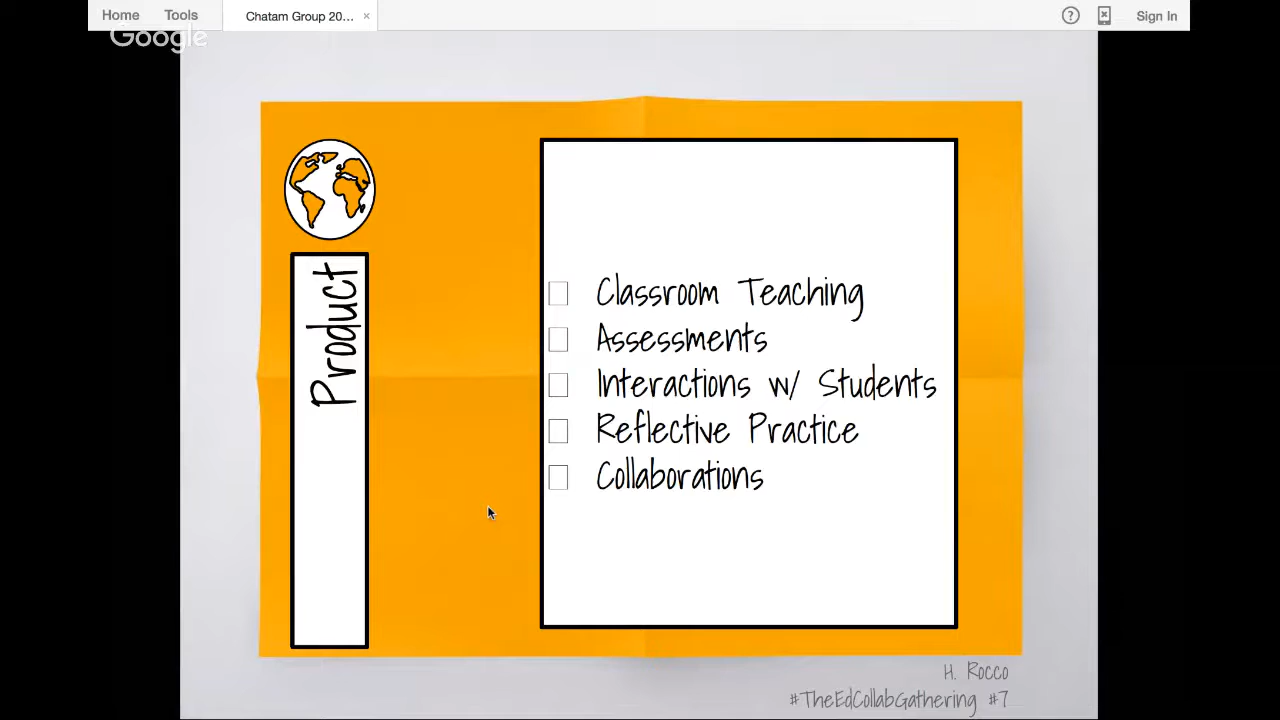 Home Tools Chatam Group 20... × ? Sign In
Google
Product
Classroom Teaching
Assessments
Interactions w/ Students
Reflective Practice
Collaborations
H. Rocco
#TheEdCollabGathering #7